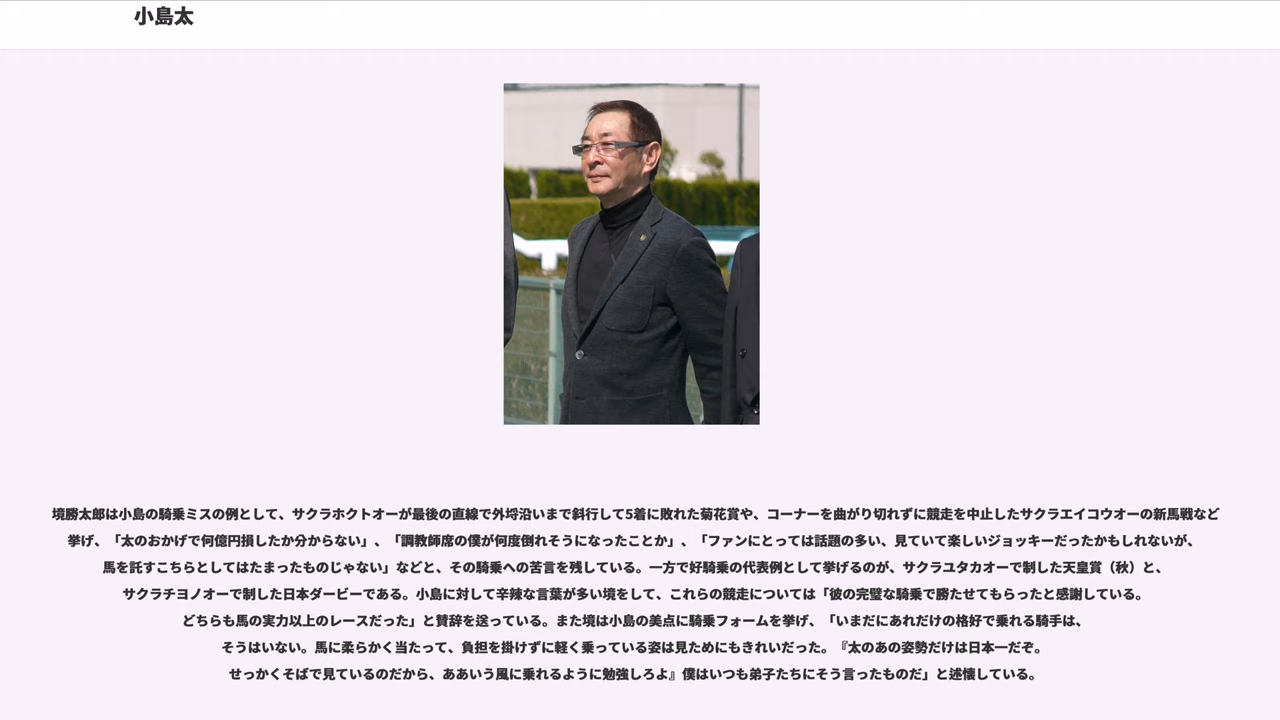 小島太
境勝太郎は小島の騎乗ミスの例として、サクラホクトオーが最後の直線で外埒沿いまで斜行して5着に敗れた菊花賞や、コーナーを曲がり切れずに競走を中止したサクラエイコウオーの新馬戦など
挙げ、「太のおかげで何億円損したか分からない」、「調教師席の僕が何度倒れそうになったことか」、「ファンにとっては話題の多い、見ていて楽しいジョッキーだったかもしれないが、
馬を託すこちらとしてはたまったものじゃない」などと、その騎乗への苦言を残している。一方で好騎乗の代表例として挙げるのが、サクラユタカオーで制した天皇賞（秋）と、
サクラチヨノオーで制した日本ダービーである。小島に対して辛辣な言葉が多い境をして、これらの競走については「彼の完璧な騎乗で勝たせてもらったと感謝している。
どちらも馬の実力以上のレースだった」と賛辞を送っている。また境は小島の美点に騎乗フォームを挙げ、「いまだにあれだけの格好で乗れる騎手は、
そうはいない。馬に柔らかく当たって、負担を掛けずに軽く乗っている姿は見ためにもきれいだった。『太のあの姿勢だけは日本一だぞ。
せっかくそばで見ているのだから、ああいう風に乗れるように勉強しろよ』僕はいつも弟子たちにそう言ったものだ」と述懐している。